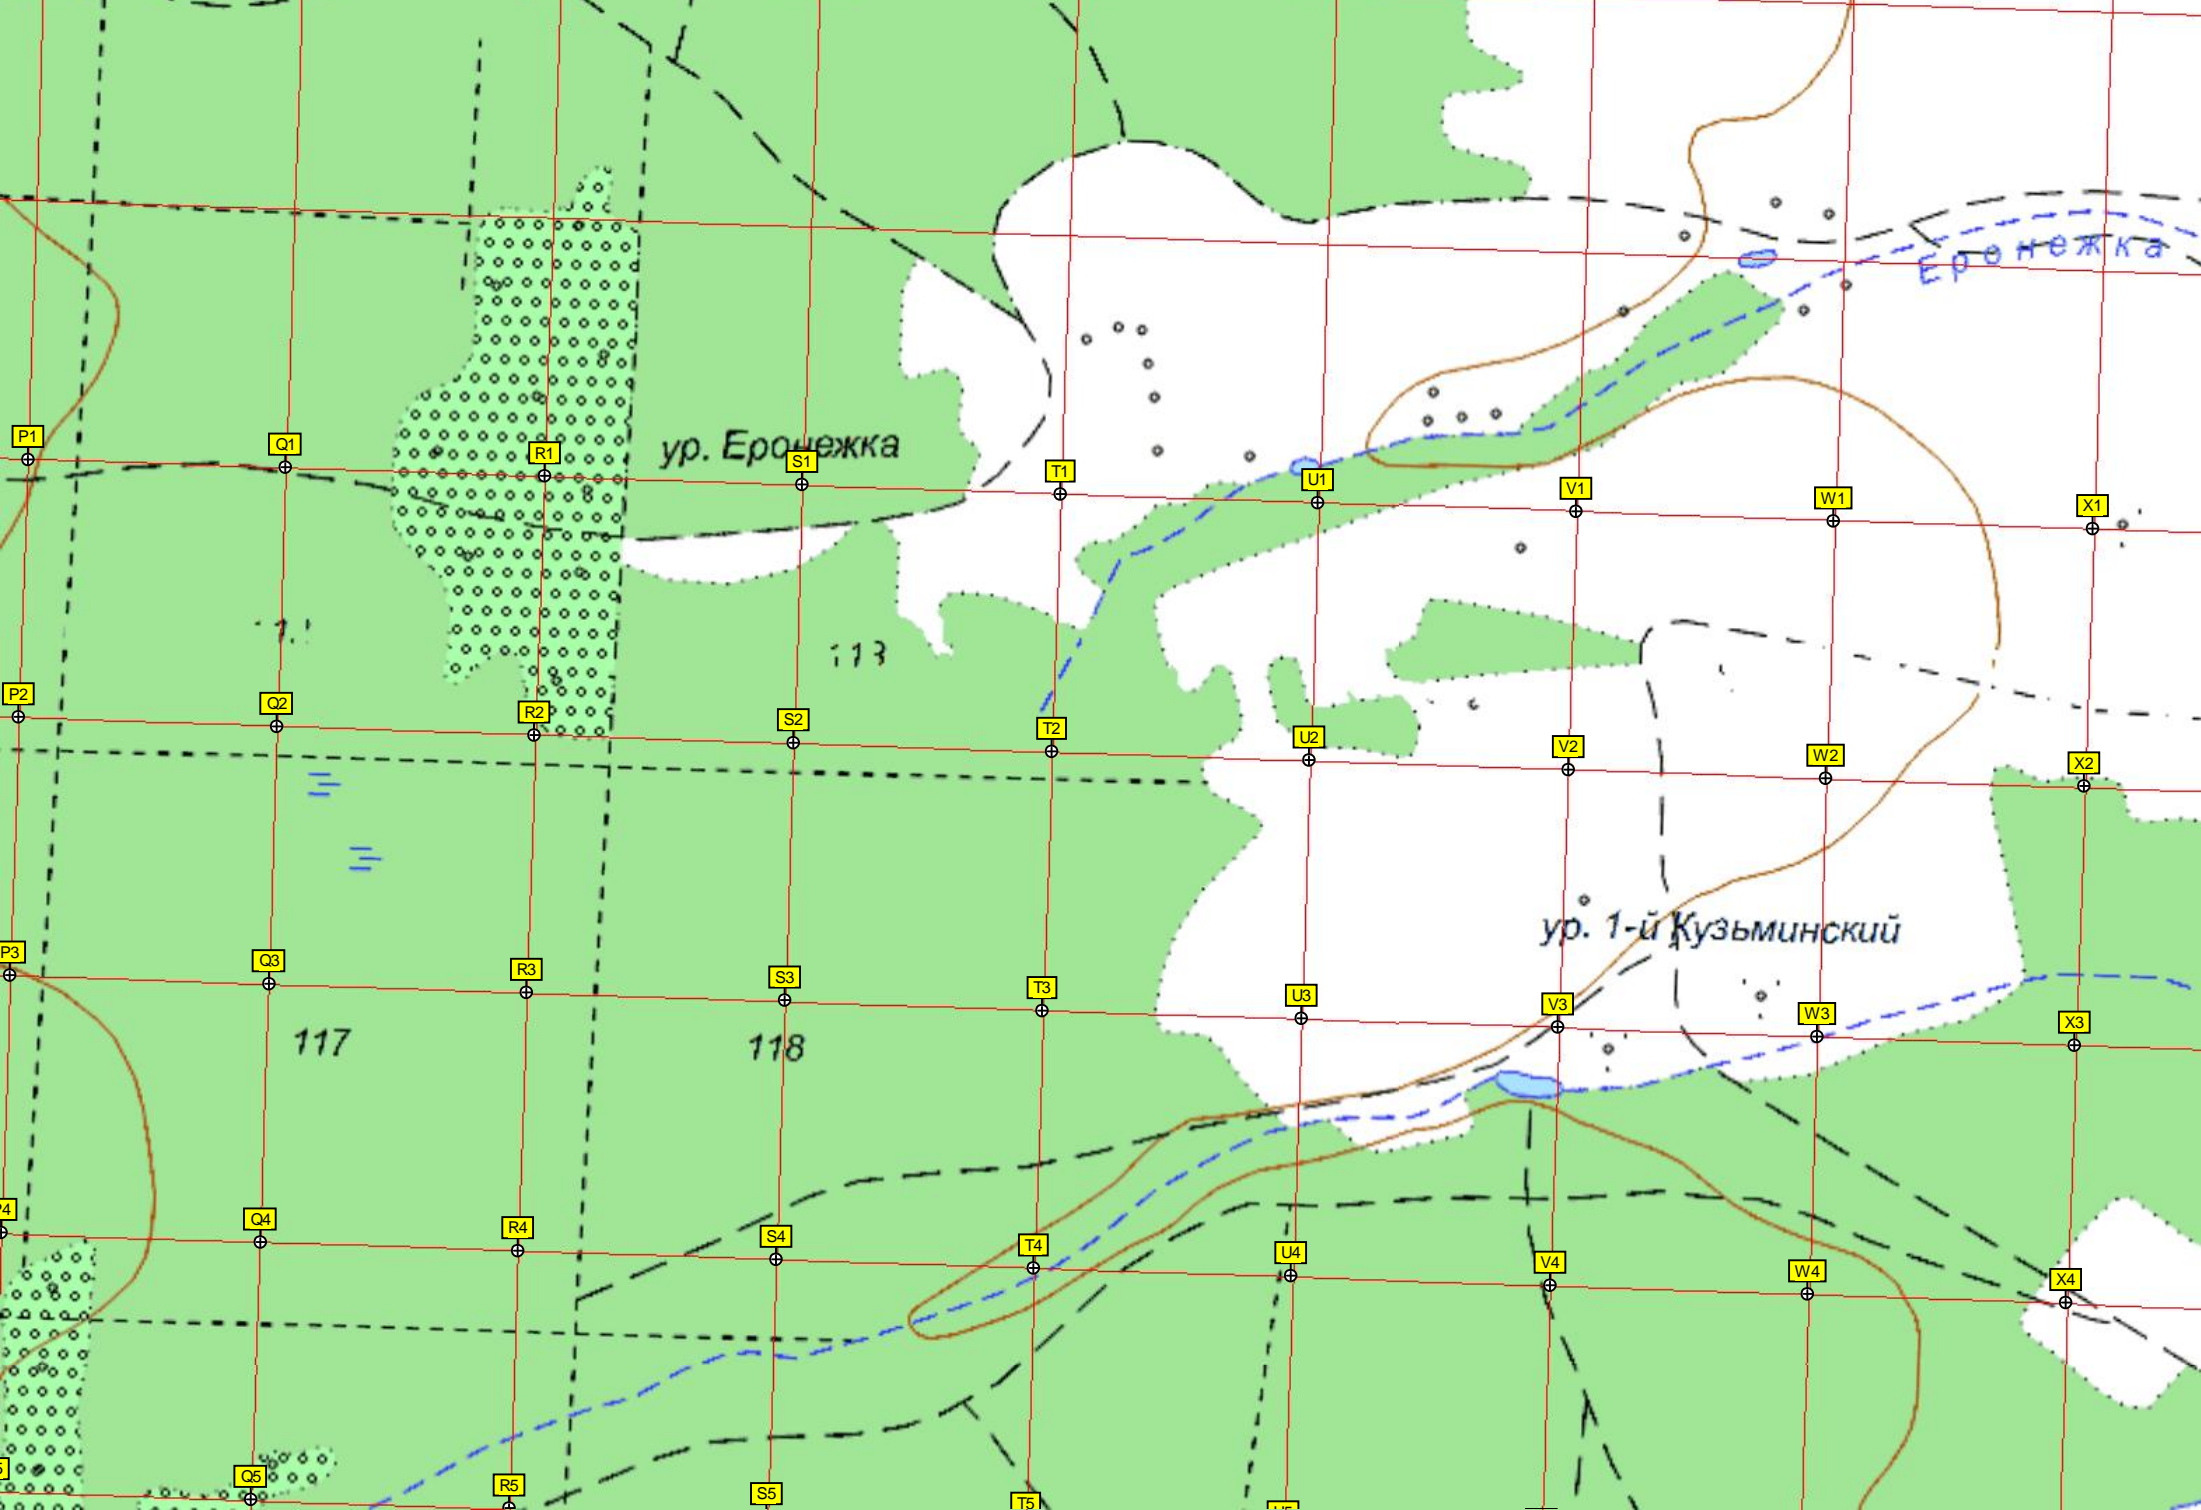 Еронежка
P1
Q1
R1
ур. Еронежка
S1
T1
U1
V1
W1
X1
113
P2
Q2
R2
S2
T2
U2
V2
W2
X2
ур. 1-й Кузьминский
P3
Q3
R3
S3
T3
U3
V3
W3
X3
117
118
P4
Q4
R4
S4
T4
U4
V4
W4
X4
Q5
R5
S5
T5